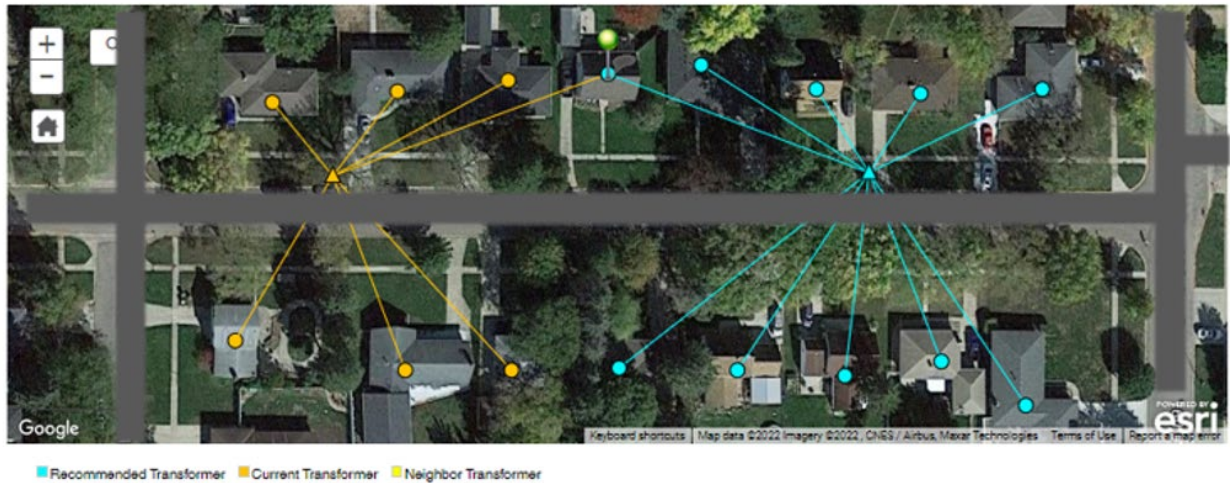 +
−
Google
POWERED BY
esri
Keyboard shortcuts Map data ©2022 Imagery ©2022 , CNES / Airbus, Maxar Technologies Terms of Use Report a map error
Recommended Transformer Current Transformer Neighbor Transformer